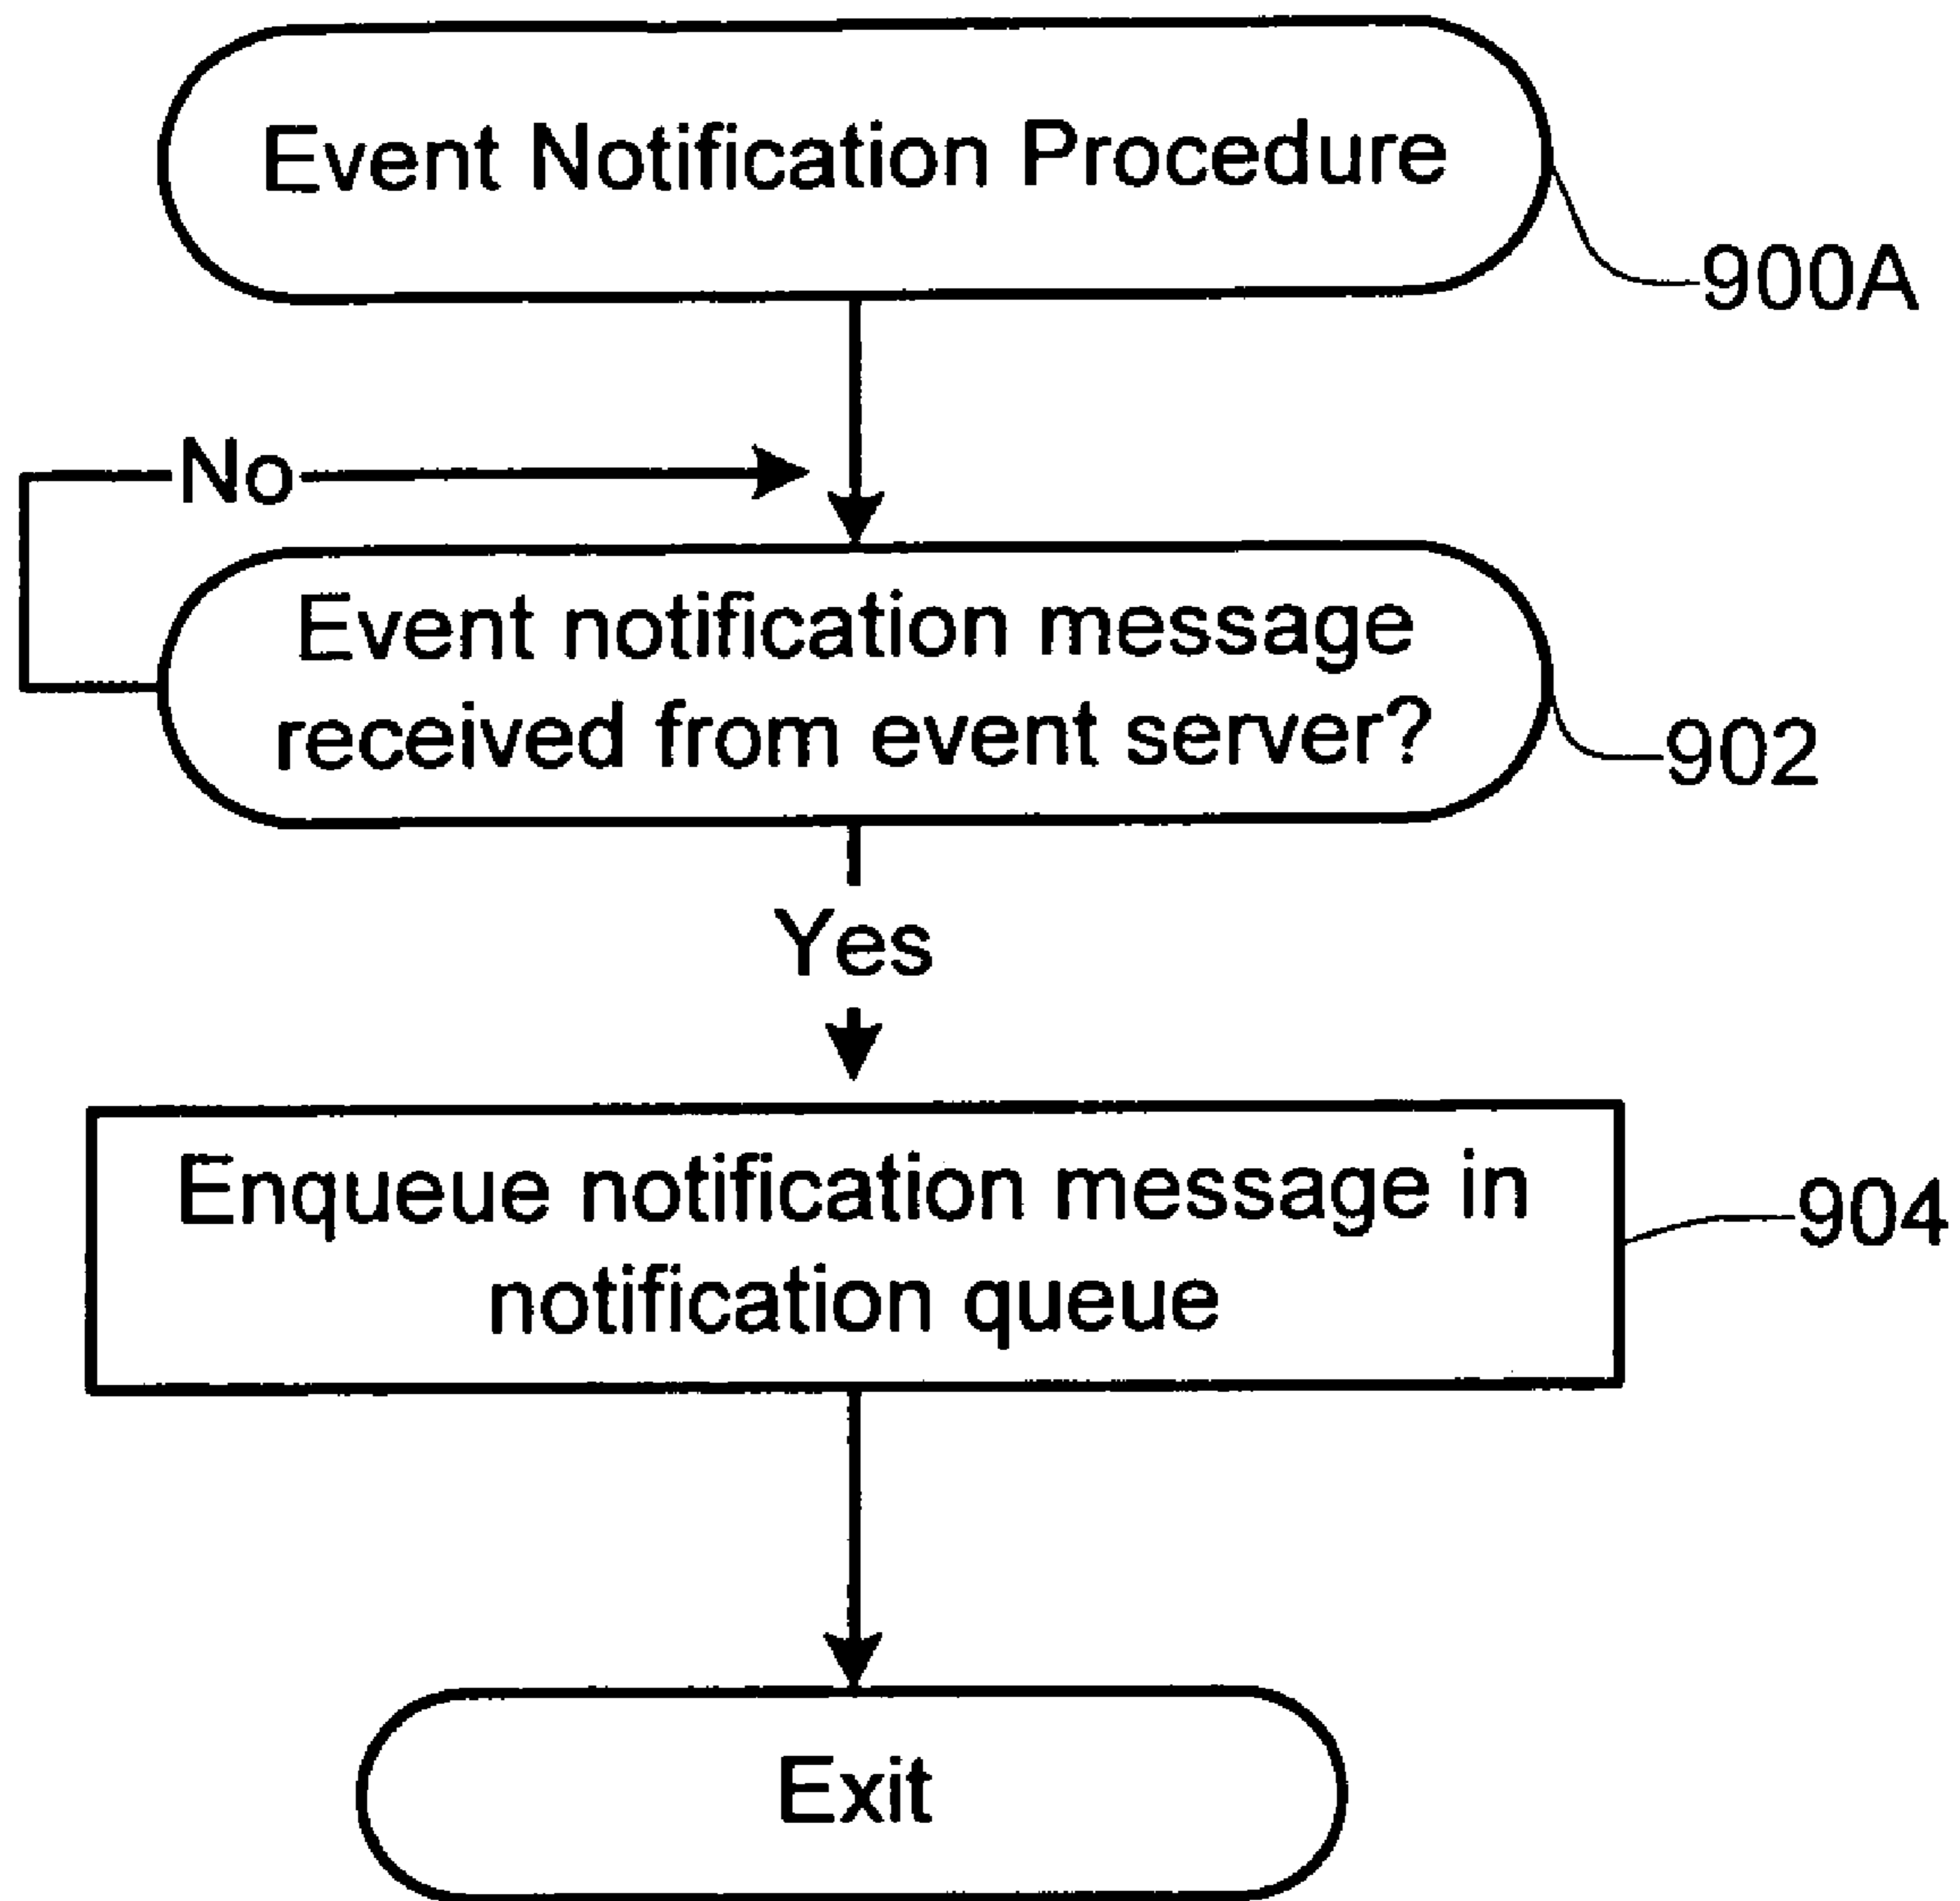 Event Notification Procedure
900A
No
Event notification message
received from event server?
902
Yes
Enqueue notification message in
notification queue
904
Exit